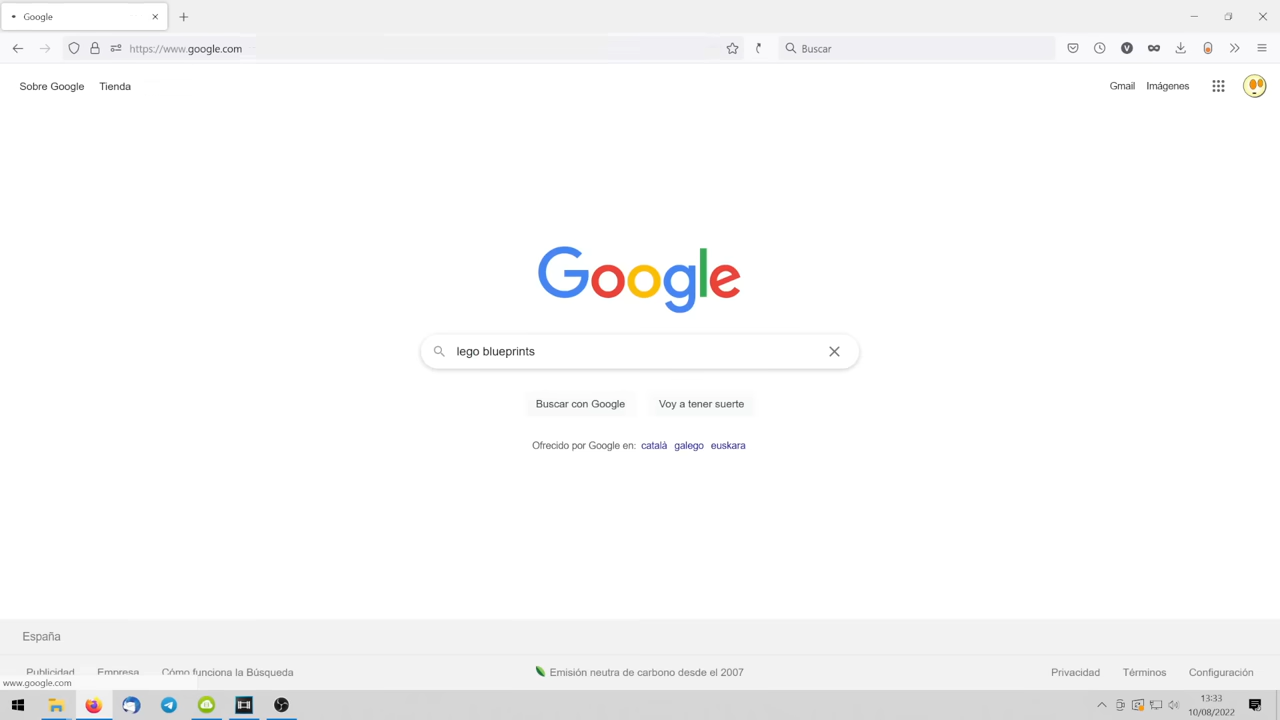 Google
https://www.google.com
Buscar
Sobre Google
Tienda
Gmail
Imágenes
Google
lego blueprints
Buscar con Google
Voy a tener suerte
Ofrecido por Google en: català galego euskara
España
Publicidad
Empresa
Cómo funciona la Búsqueda
Emisión neutra de carbono desde el 2007
Privacidad
Términos
Configuración
www.google.com
13:33
10/08/2022